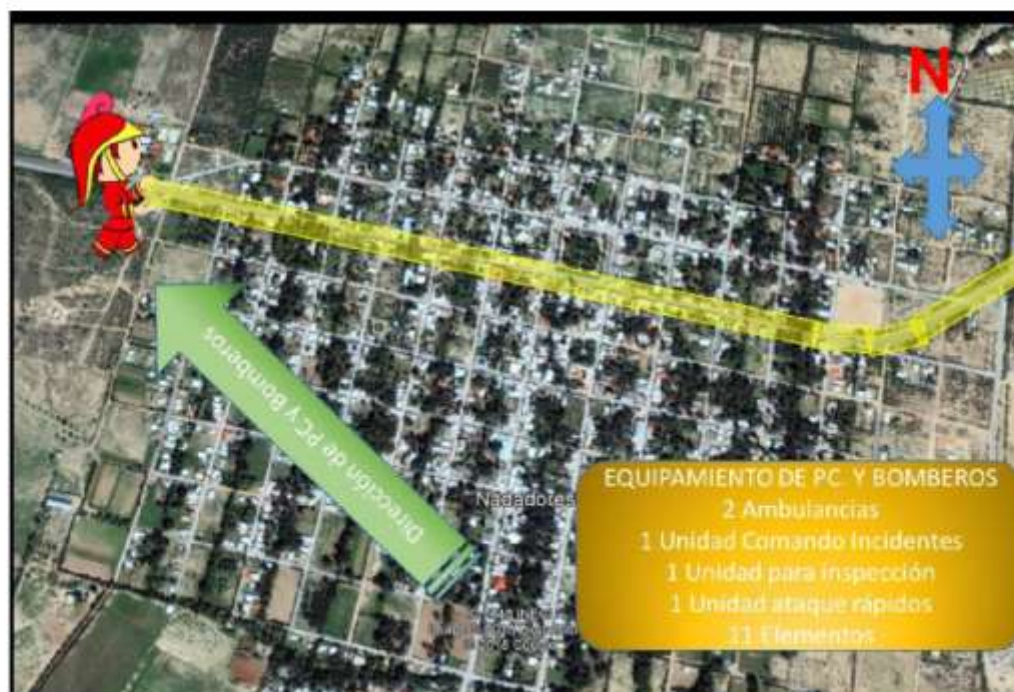 N
Dirección de PC y Bomberos
Nadadores
EQUIPAMIENTO DE PC. Y BOMBEROS
2 Ambulancias
1 Unidad Comando Incidentes
1 Unidad para inspección
1 Unidad ataque rápidos
11 Elementos